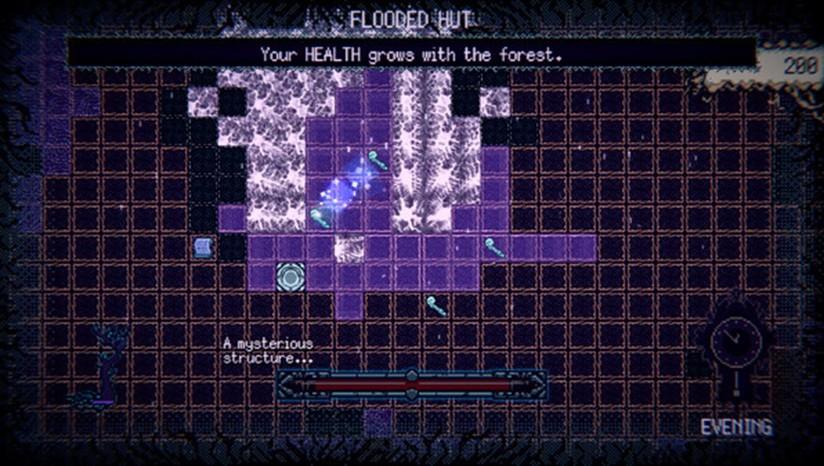 FLOODED HUT
Your HEALTH grows with the forest.
200
A mysterious
structure...
EVENING